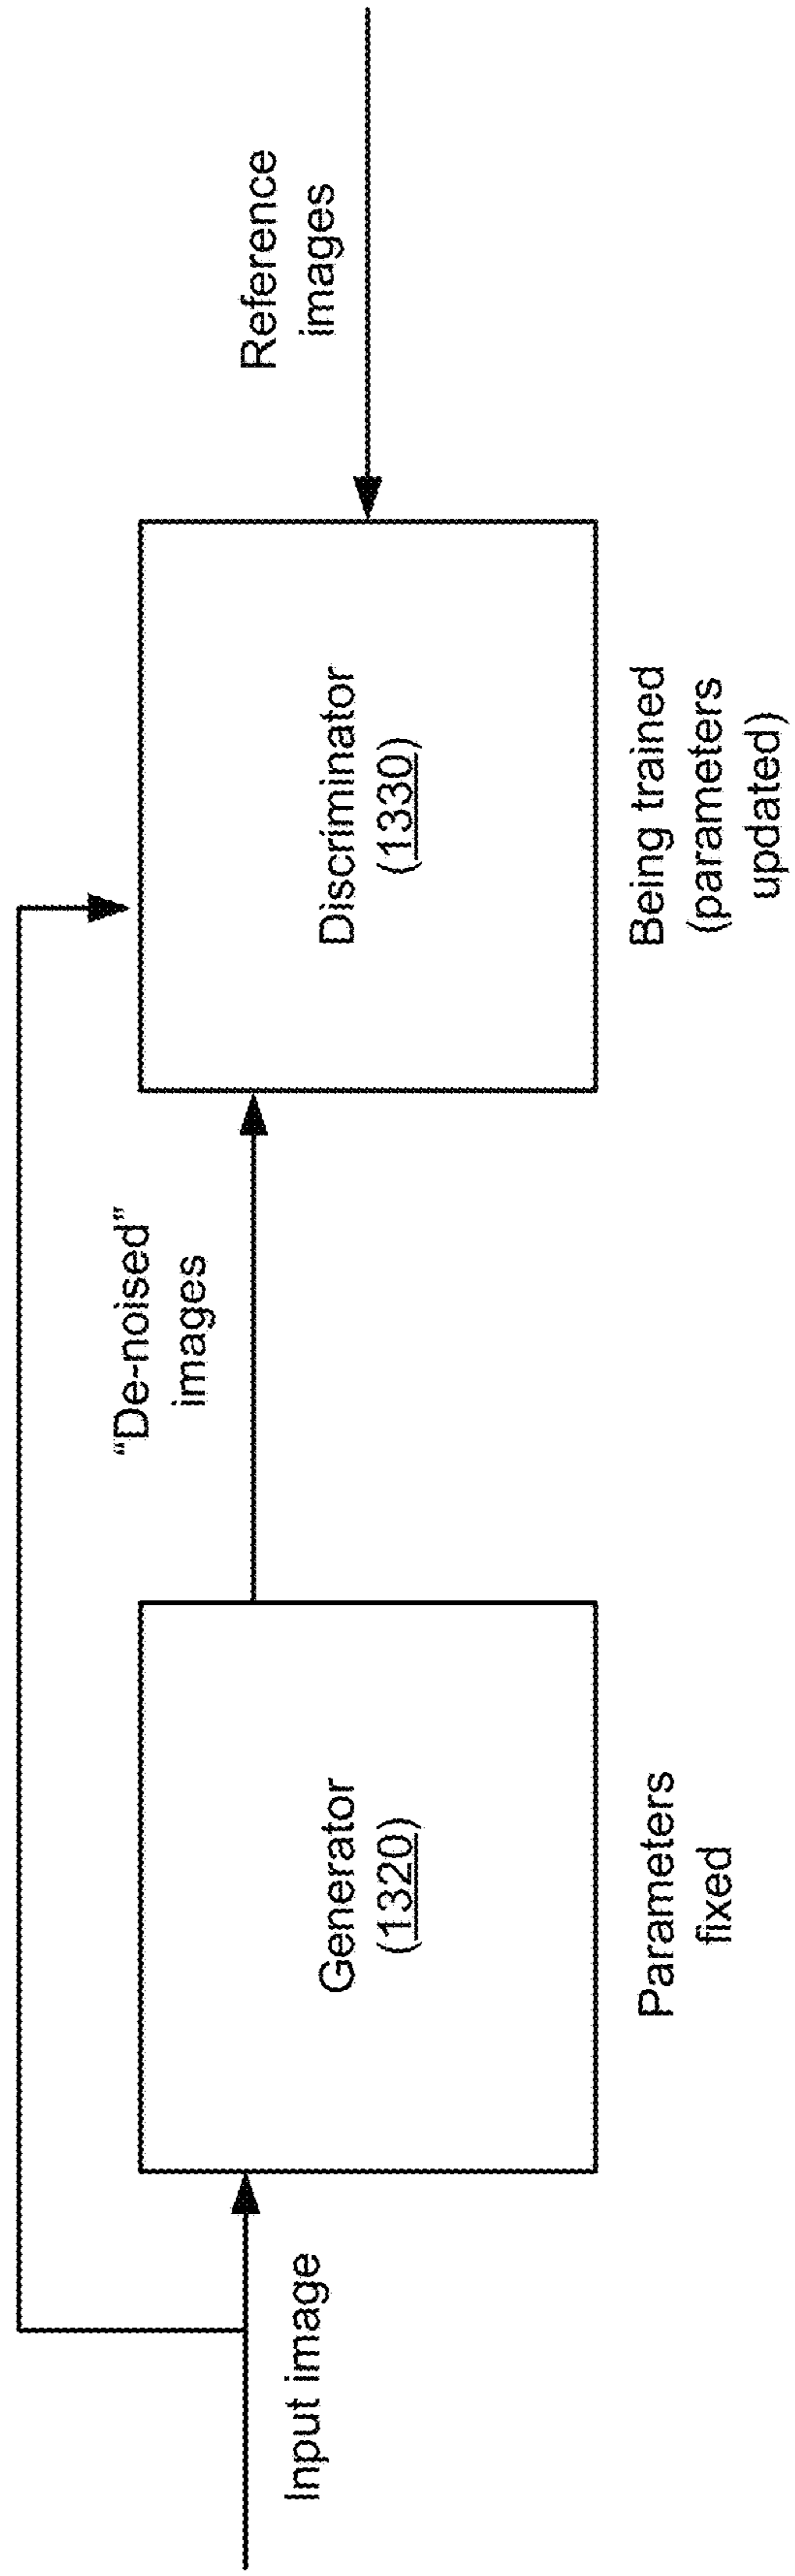 Input image
Generator
(1320)
Parameters
fixed
“De-noised”
images
Discriminator
(1330)
Being trained
(parameters
updated)
Reference
images